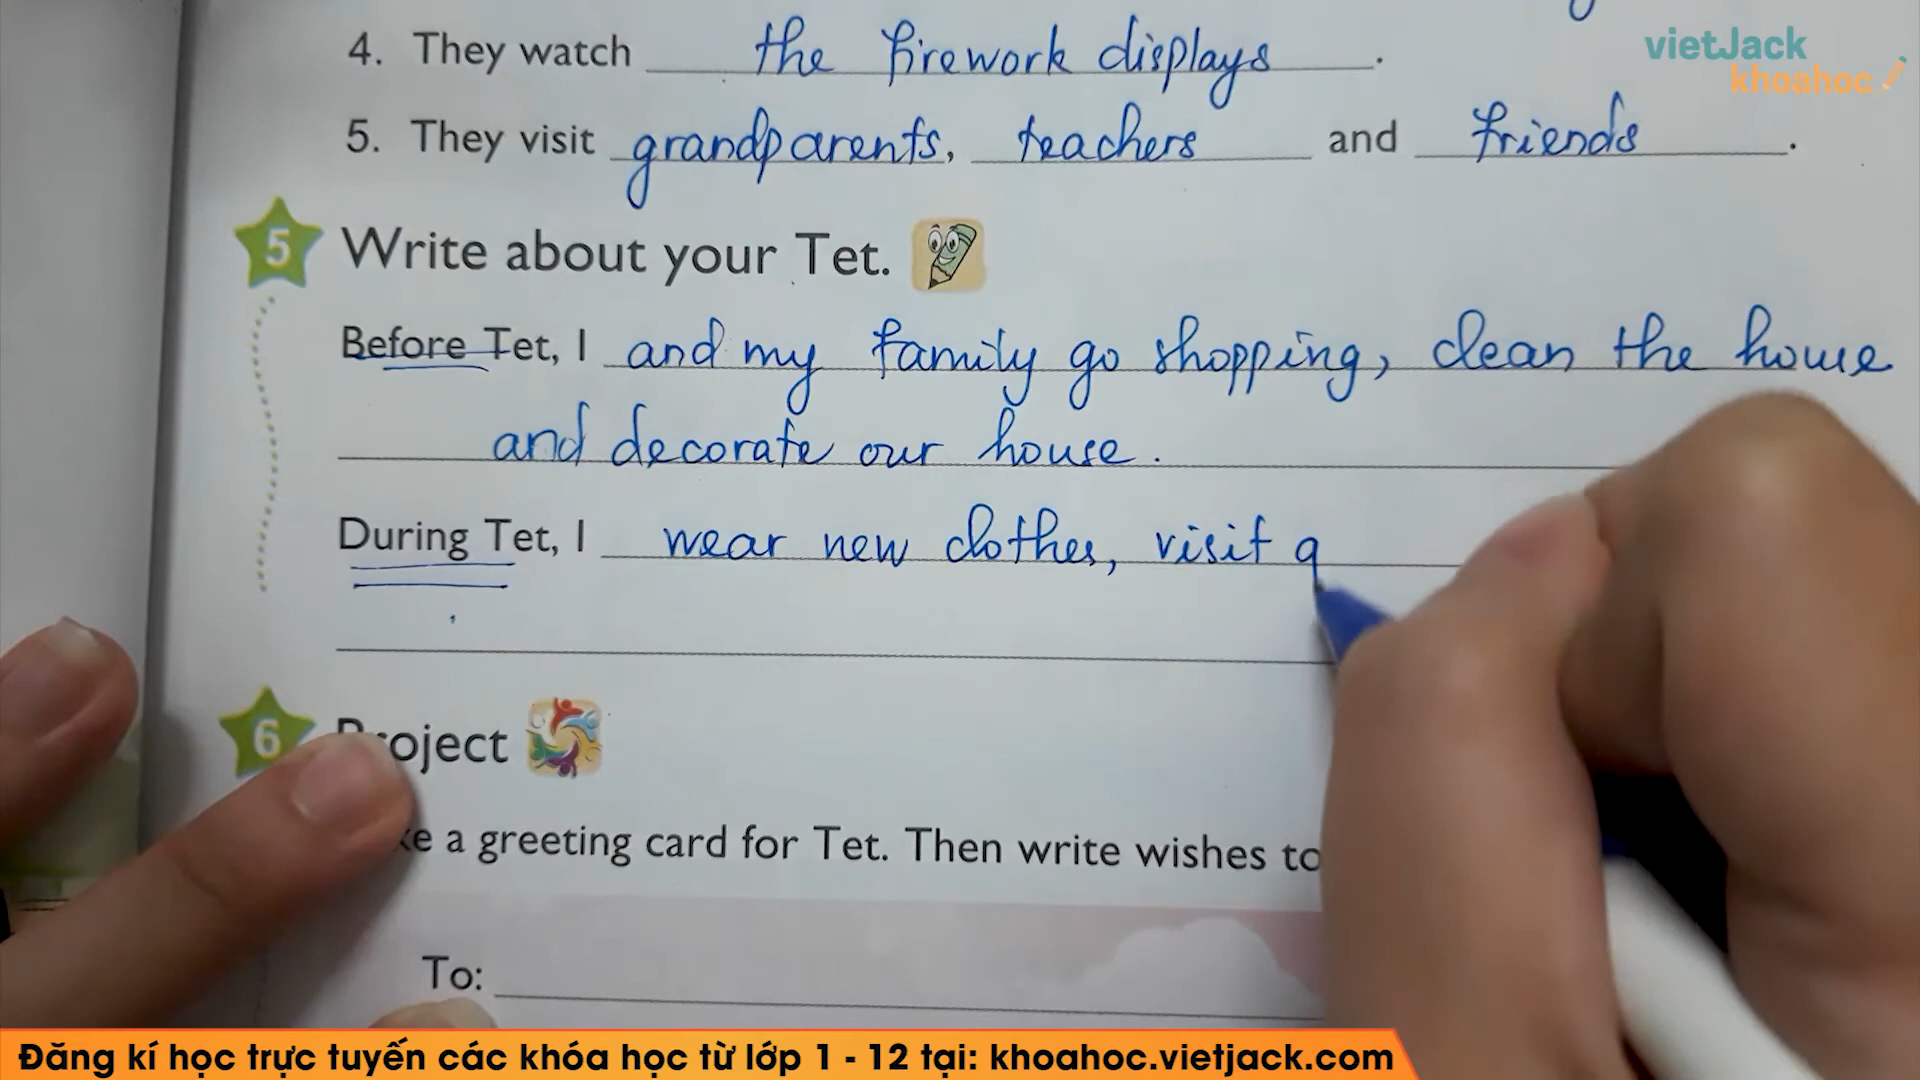 vietJack
khoahoc
4. They watch the firework displays.
5. They visit grandparents, teachers and friends.
5 Write about your Tet.
Before Tet, I and my family go shopping, clean the house
and decorate our house.
During Tet, I wear new clothes, visit g
6 Project
a greeting card for Tet. Then write wishes to
To:
Đăng kí học trực tuyến các khóa học từ lớp 1 - 12 tại: khoahoc.vietjack.com